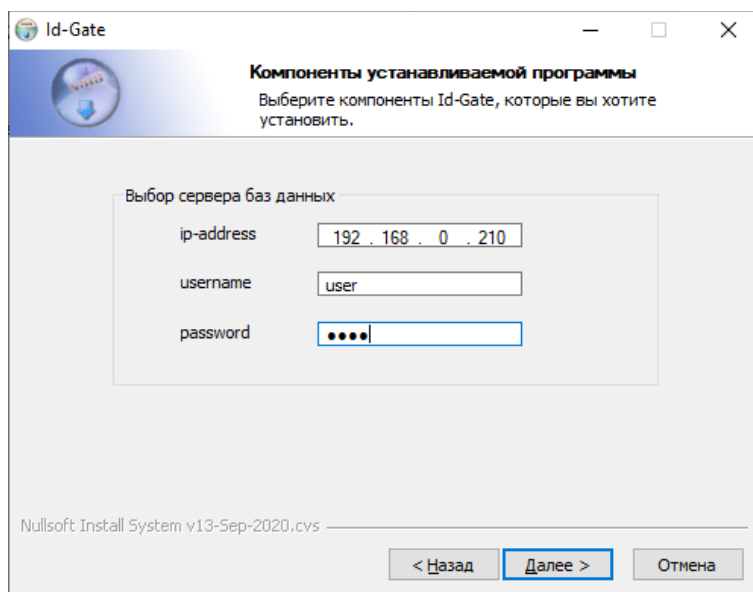 Id-Gate
Компоненты устанавливаемой программы
Выберите компоненты Id-Gate, которые вы хотите
установить.
Выбор сервера баз данных
ip-address 192 . 168 . 0 . 210
username user
password ●●●●
Nullsoft Install System v13-Sep-2020.cvs
< Назад Далее > Отмена